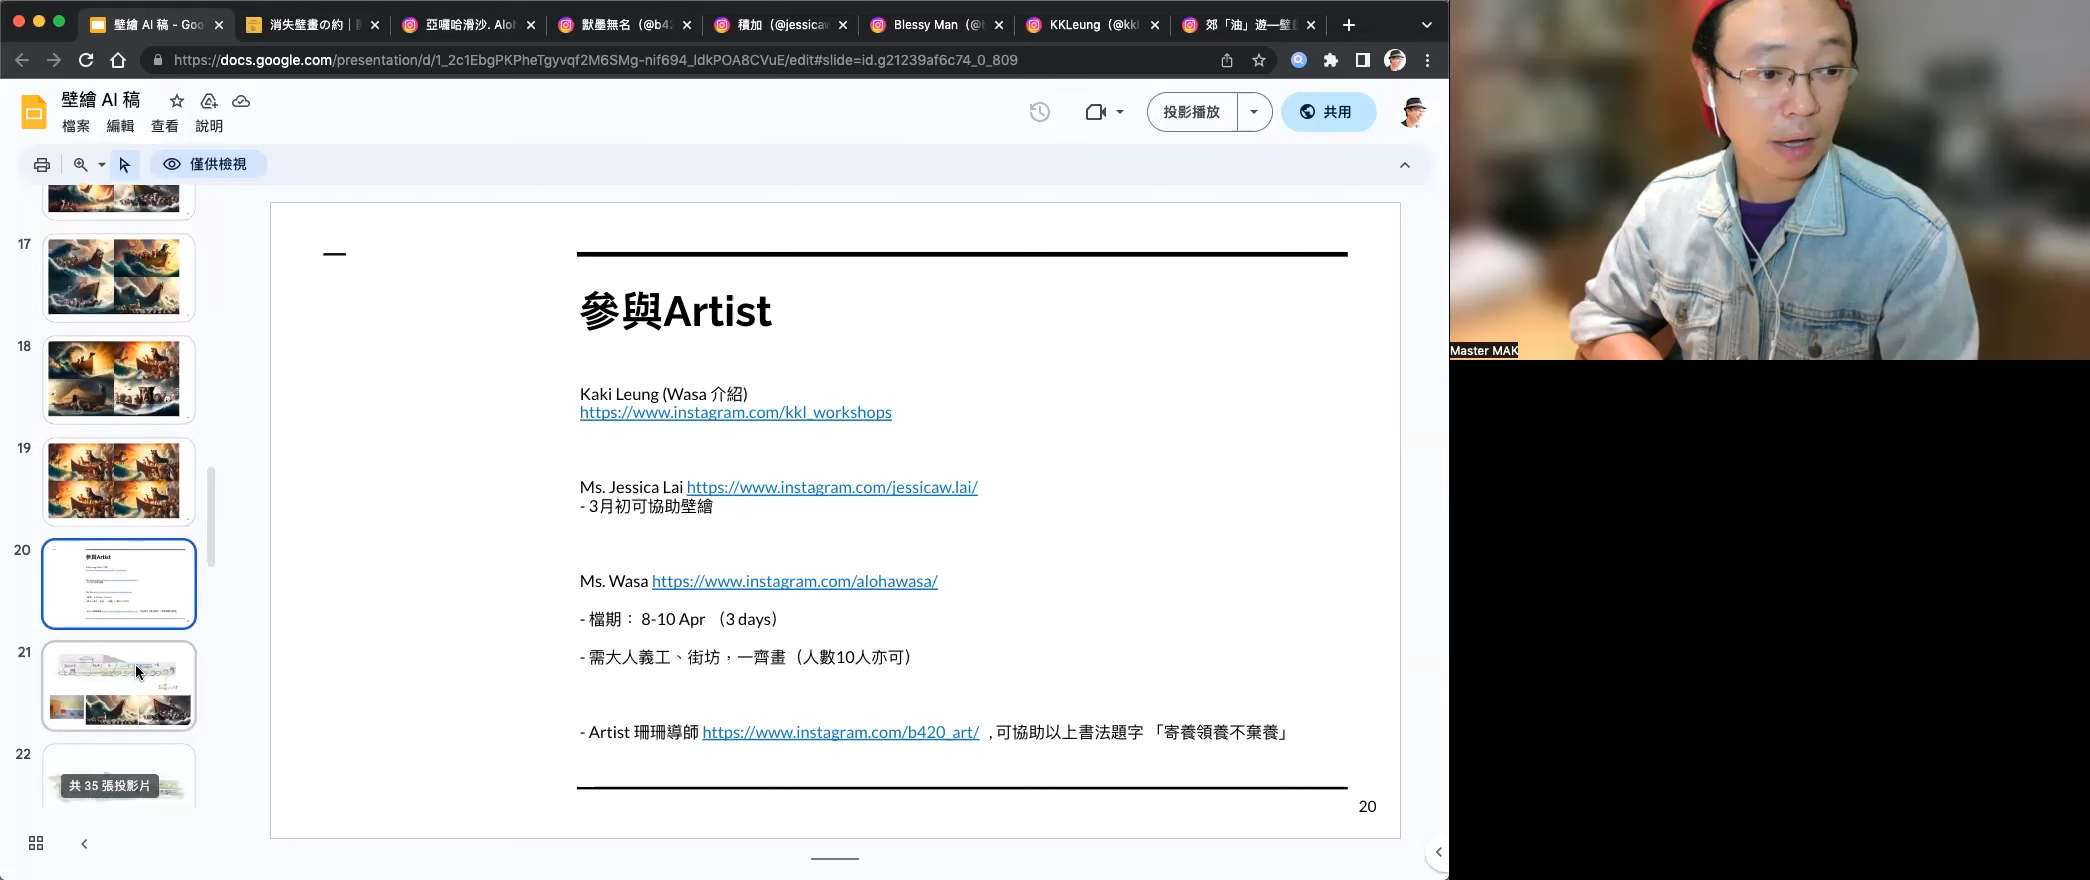 壁繪 AI 稿 - Goo
消失壁畫の約
亞囉哈滑沙. Aloh
默墨無名（@b42
積加（@jessicaw
Blessy Man（@b
KKLeung（@kkl
郊「油」遊—壁畫
https://docs.google.com/presentation/d/1_2c1EbgPKPheTgyvqf2M6SMg-nif694_ldkPOA8CVuE/edit#slide=id.g21239af6c74_0_809
壁繪 AI 稿
檔案 編輯 查看 說明
投影播放
共用
僅供檢視
17
18
19
20
21
22
共 35 張投影片
參與Artist
Kaki Leung (Wasa 介紹)
https://www.instagram.com/kkl_workshops
Ms. Jessica Lai https://www.instagram.com/jessicaw.lai/
- 3月初可協助壁繪
Ms. Wasa https://www.instagram.com/alohawasa/
- 檔期： 8-10 Apr （3 days）
- 需大人義工、街坊，一齊畫（人數10人亦可）
- Artist 珊珊導師 https://www.instagram.com/b420_art/ , 可協助以上書法題字 「寄養領養不棄養」
20
Master MAK